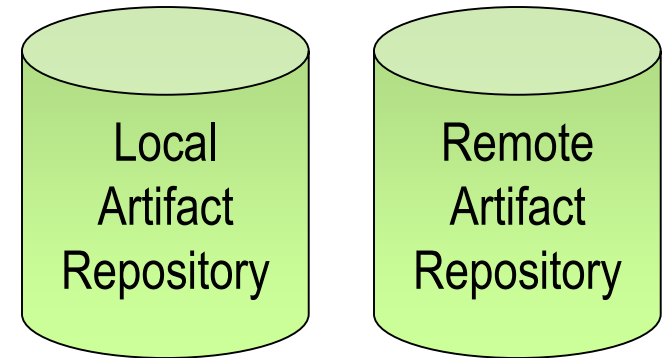 Local
Artifact
Repository
Remote
Artifact
Repository